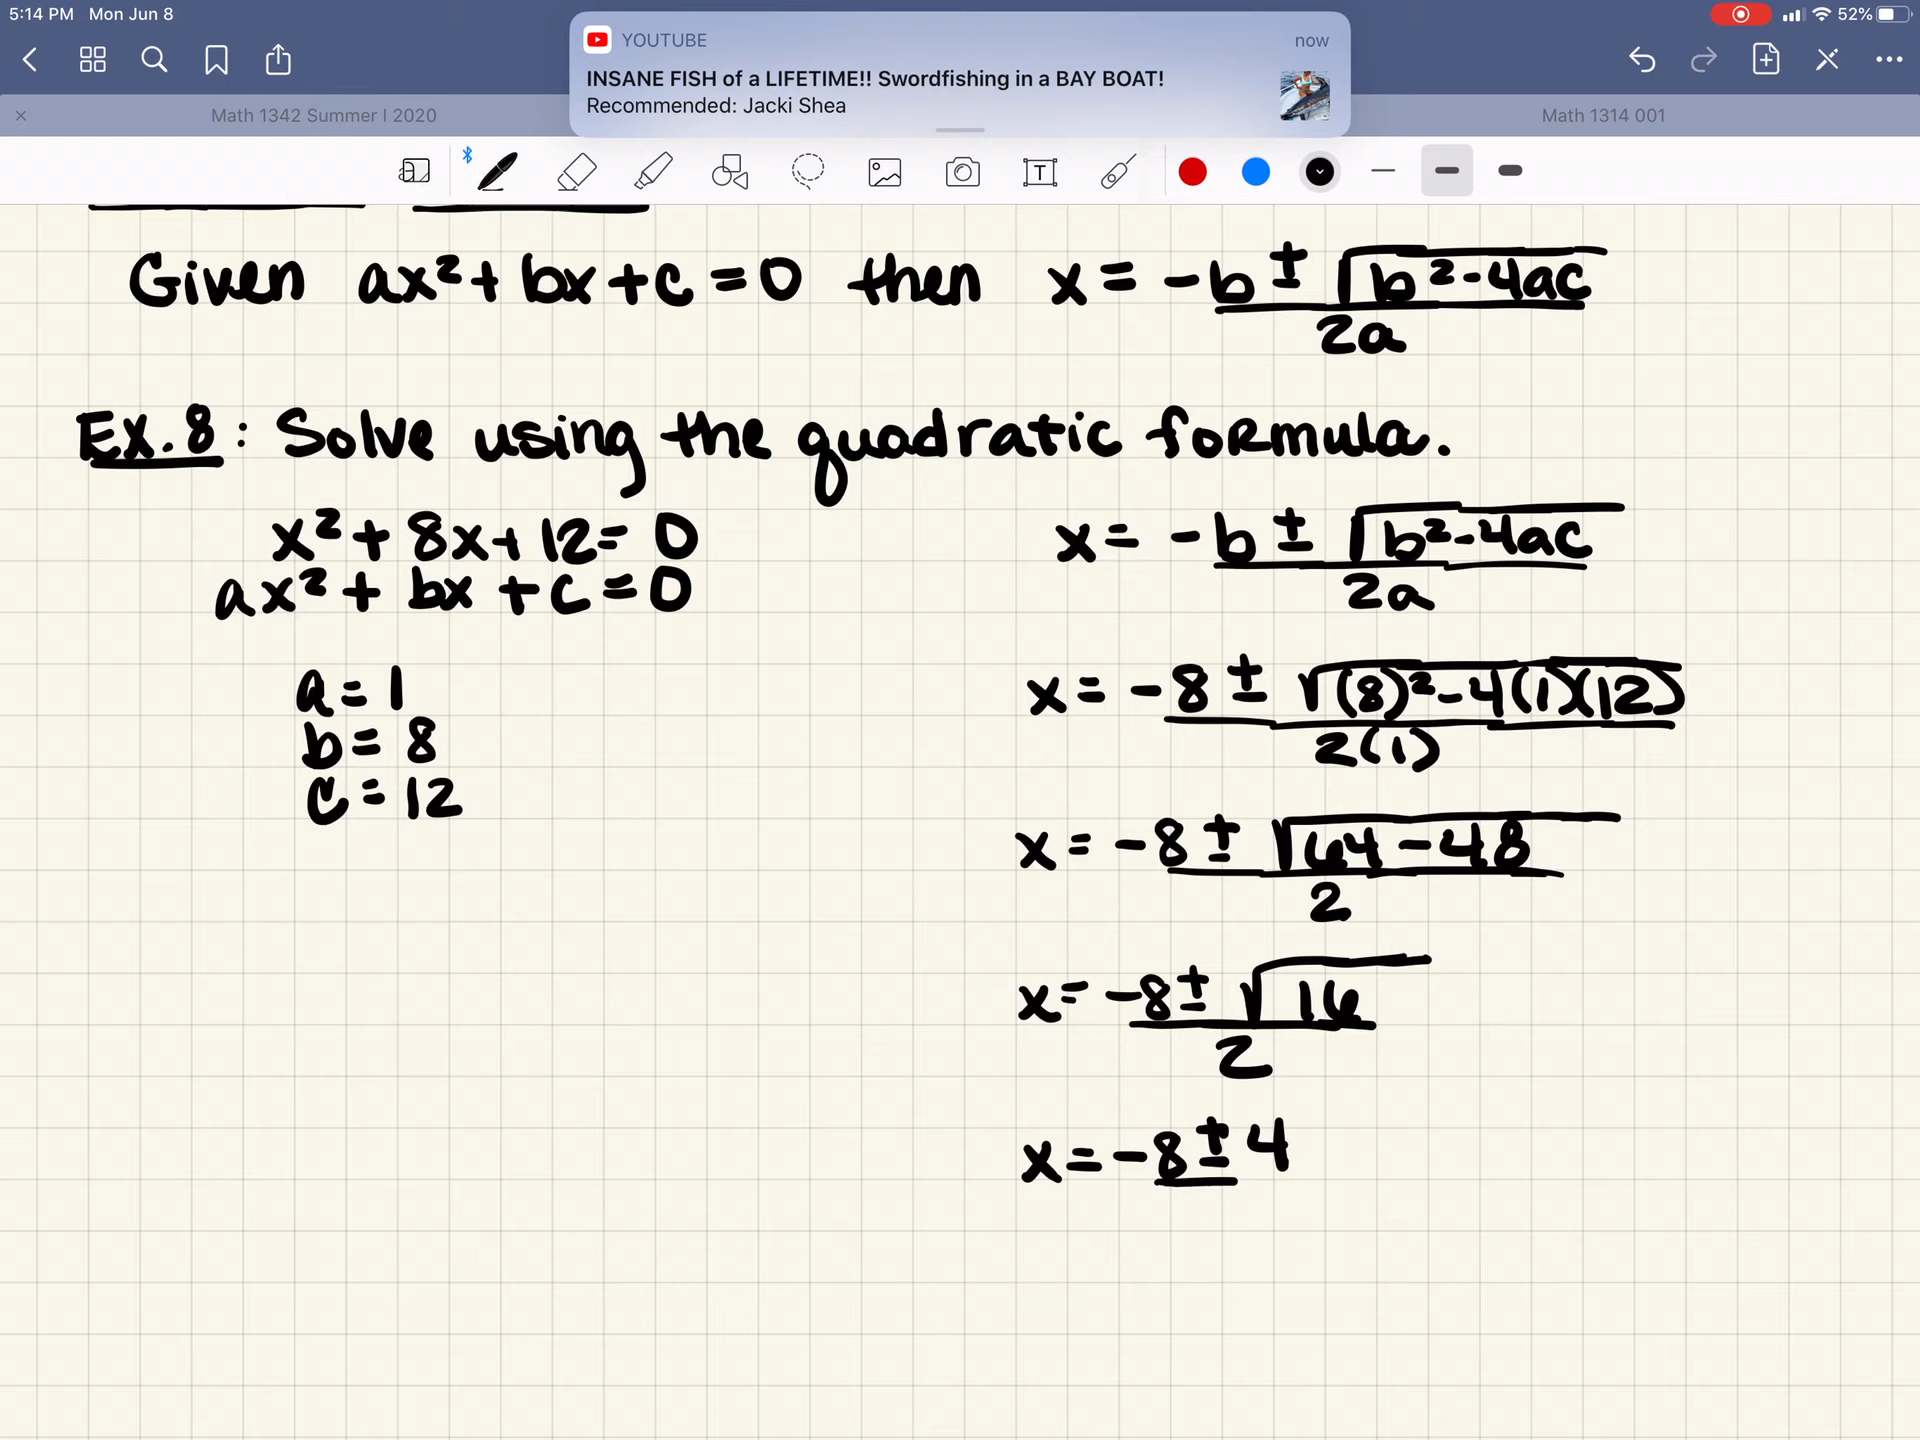 5:14 PM Mon Jun 8
52%
YOUTUBE
now
INSANE FISH of a LIFETIME!! Swordfishing in a BAY BOAT!
Recommended: Jacki Shea
Math 1342 Summer I 2020
Math 1314 001
T
Given ax²+bx+c=0 then x = -b ± √b²-4ac
2a
Ex.8: Solve using the quadratic formula.
x²+8x+12=0
ax²+bx+c=0
a=1
b=8
c=12
x= -b ± √b²-4ac
2a
x= -8 ± √(8)²-4(1)(12)
2(1)
x= -8 ± √64-48
2
x= -8 ± √16
2
x= -8 ± 4